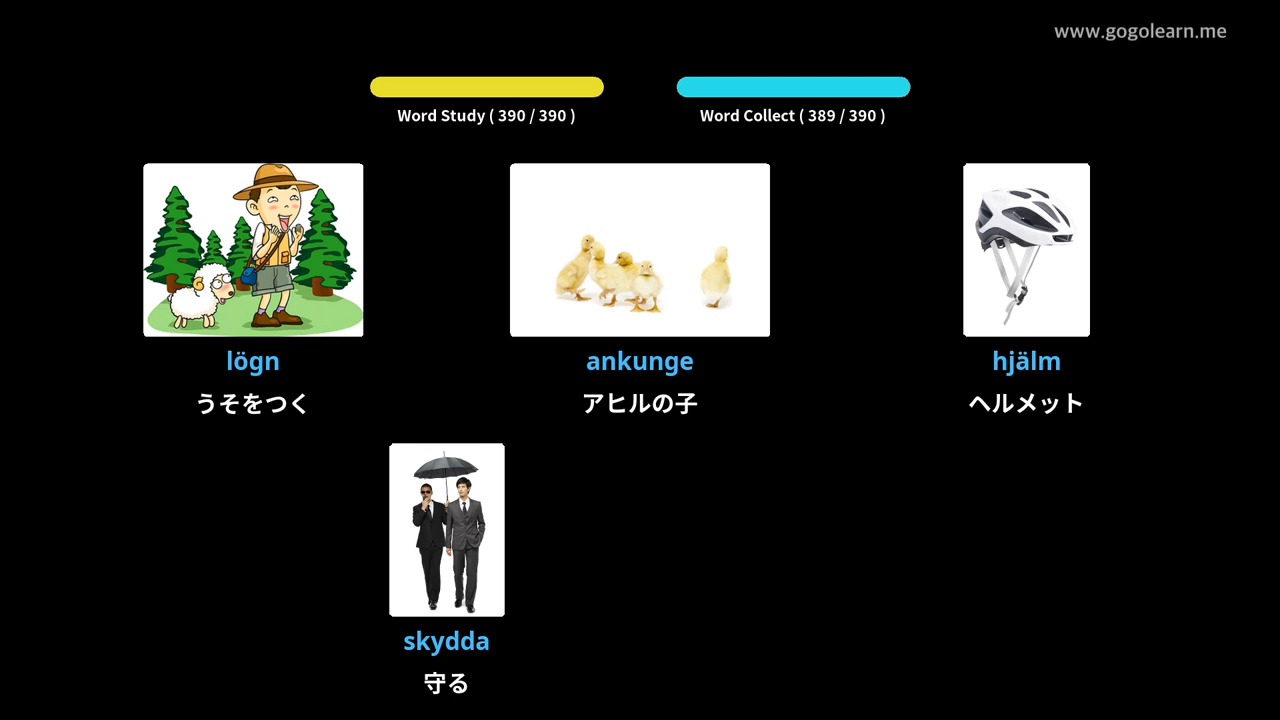 www.gogolearn.me
Word Study ( 390 / 390 )
Word Collect ( 389 / 390 )
lögn
うそをつく
ankunge
アヒルの子
hjälm
ヘルメット
skydda
守る